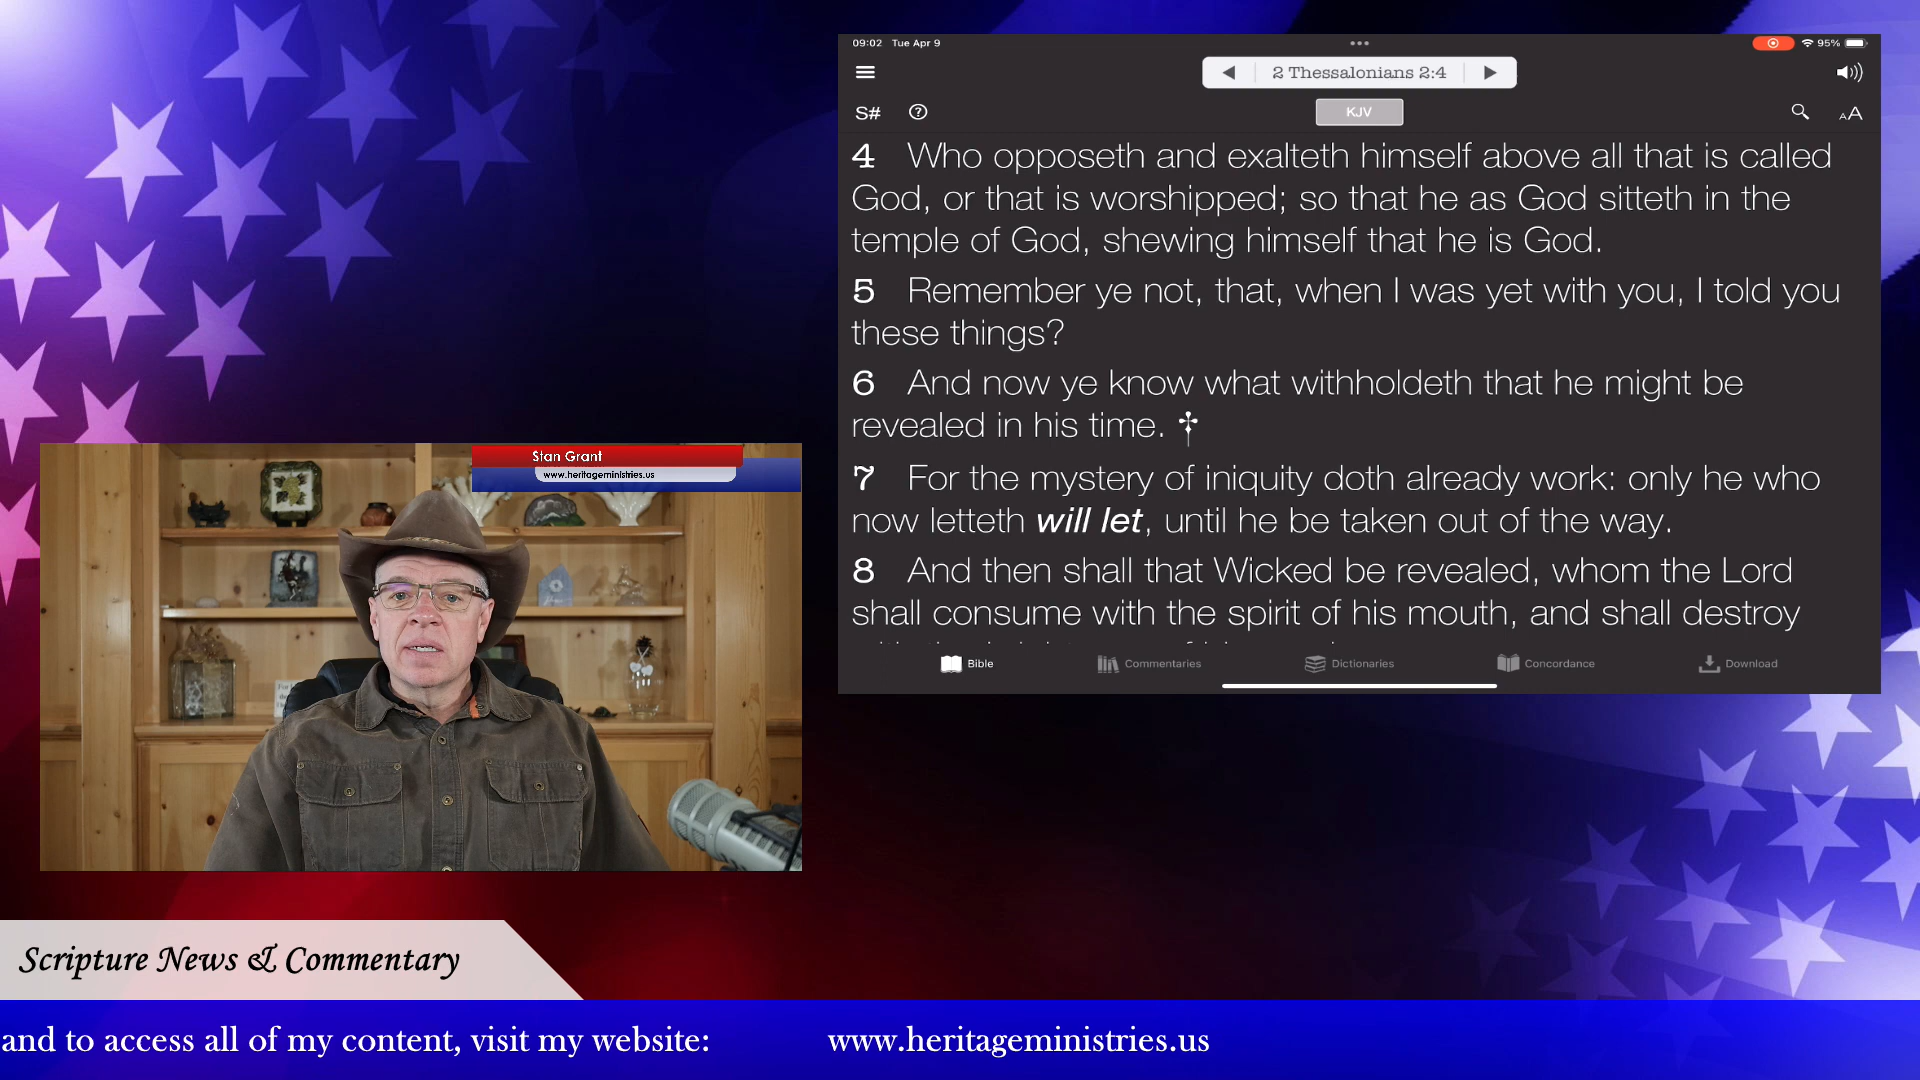 09:02 Tue Apr 9
95%
2 Thessalonians 2:4
S#
KJV
AA
4 Who opposeth and exalteth himself above all that is called
God, or that is worshipped; so that he as God sitteth in the
temple of God, shewing himself that he is God.
5 Remember ye not, that, when I was yet with you, I told you
these things?
6 And now ye know what withholdeth that he might be
revealed in his time. †
7 For the mystery of iniquity doth already work: only he who
now letteth will let, until he be taken out of the way.
8 And then shall that Wicked be revealed, whom the Lord
shall consume with the spirit of his mouth, and shall destroy
Bible Commentaries Dictionaries Concordance Download
Stan Grant
www.heritageministries.us
Scripture News & Commentary
and to access all of my content, visit my website: www.heritageministries.us